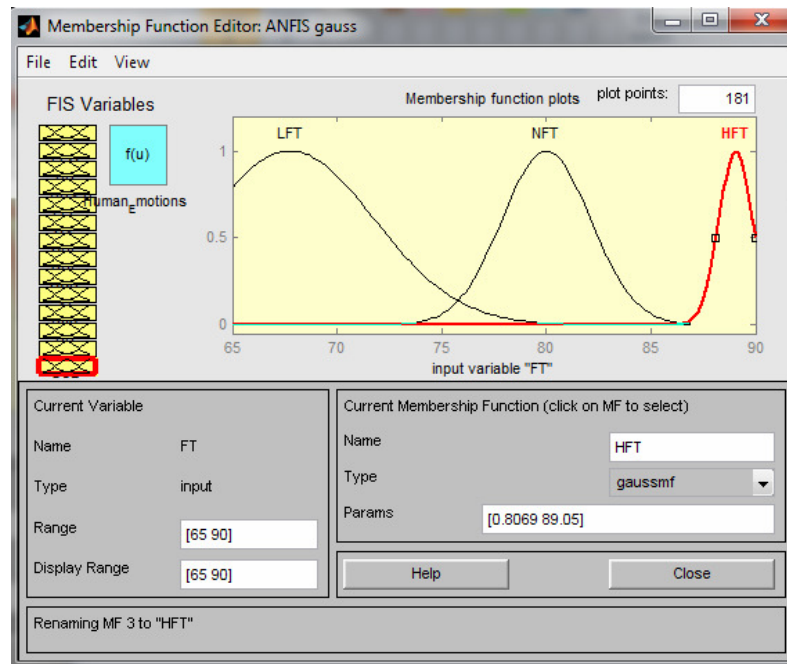 Membership Function Editor: ANFIS gauss
File Edit View
FIS Variables
f(u)
Human_Emotions
Membership function plots
plot points:
181
LFT
NFT
HFT
1
0.5
0
65
70
75
80
85
90
input variable "FT"
Current Variable
Name
FT
Type
input
Range
[65 90]
Display Range
[65 90]
Current Membership Function (click on MF to select)
Name
HFT
Type
gaussmf
Params
[0.8069 89.05]
Help
Close
Renaming MF 3 to "HFT"